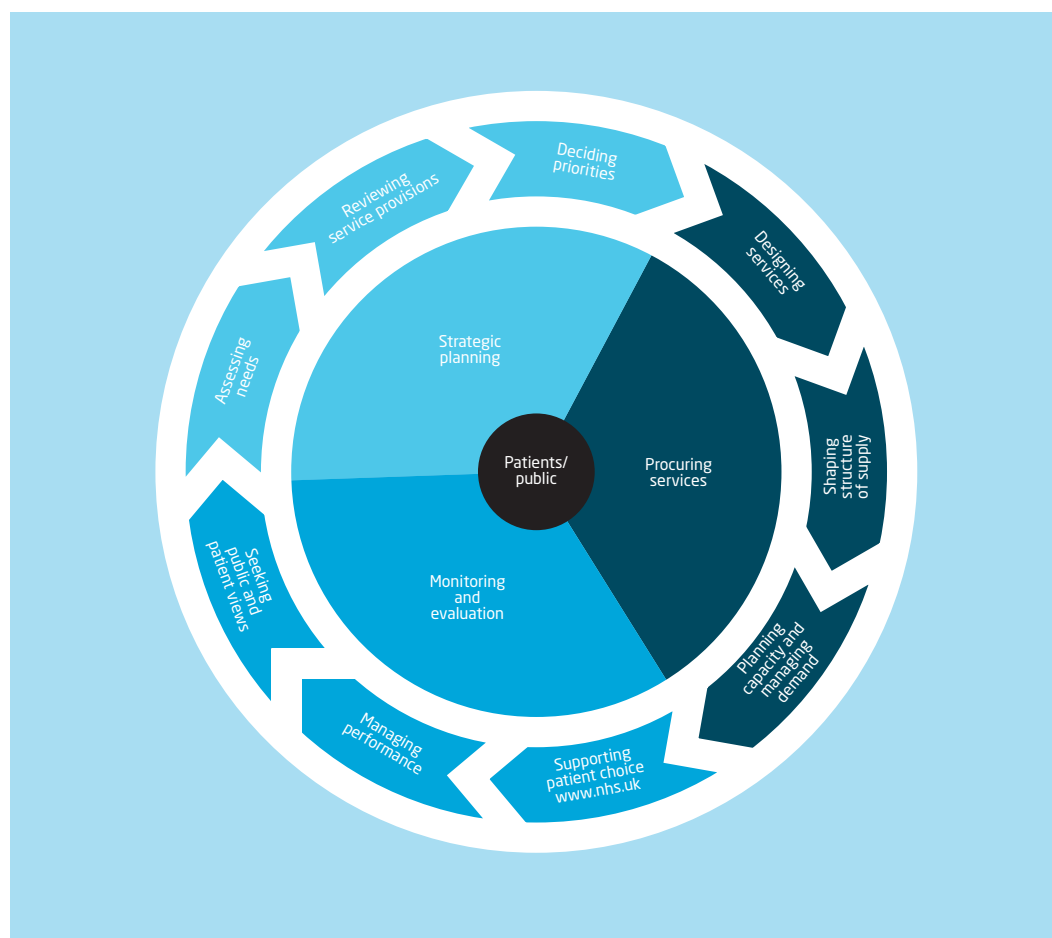 Deciding
priorities
Designing
services
Shaping
structure
of supply
Planning
capacity and
managing
demand
Supporting
patient choice
www.nhs.uk
Managing
performance
Seeking
public and
patient views
Assessing
needs
Reviewing
service provisions
Strategic
planning
Procuring
services
Monitoring
and
evaluation
Patients/
public